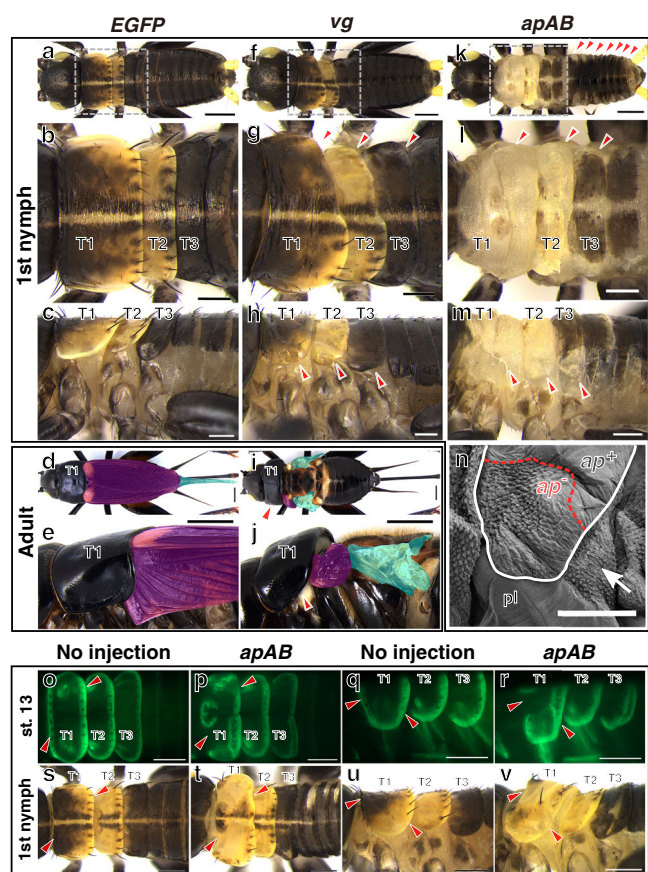 EGFP vg apAB
a f k
b g l
T1 T2 T3 T1 T2 T3 T1 T2 T3
1st nymph
c T1 T2 T3 h T1 T2 T3 m T1 T2 T3
d T1 i T1 n ap+
ap-
Adult
e T1 j T1
pl
No injection apAB No injection apAB
st. 13
o T1 T2 T3 p T1 T2 T3 q T1 T2 T3 r T1 T2 T3
1st nymph
s T1 T2 T3 t T1 T2 T3 u T1 T2 T3 v T1 T2 T3